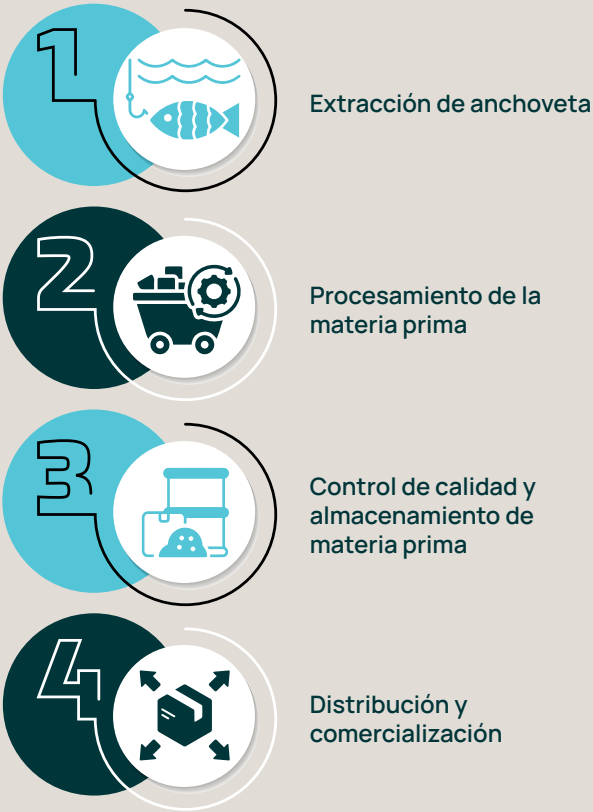 1
Extracción de anchoveta
2
Procesamiento de la
materia prima
3
Control de calidad y
almacenamiento de
materia prima
4
Distribución y
comercialización